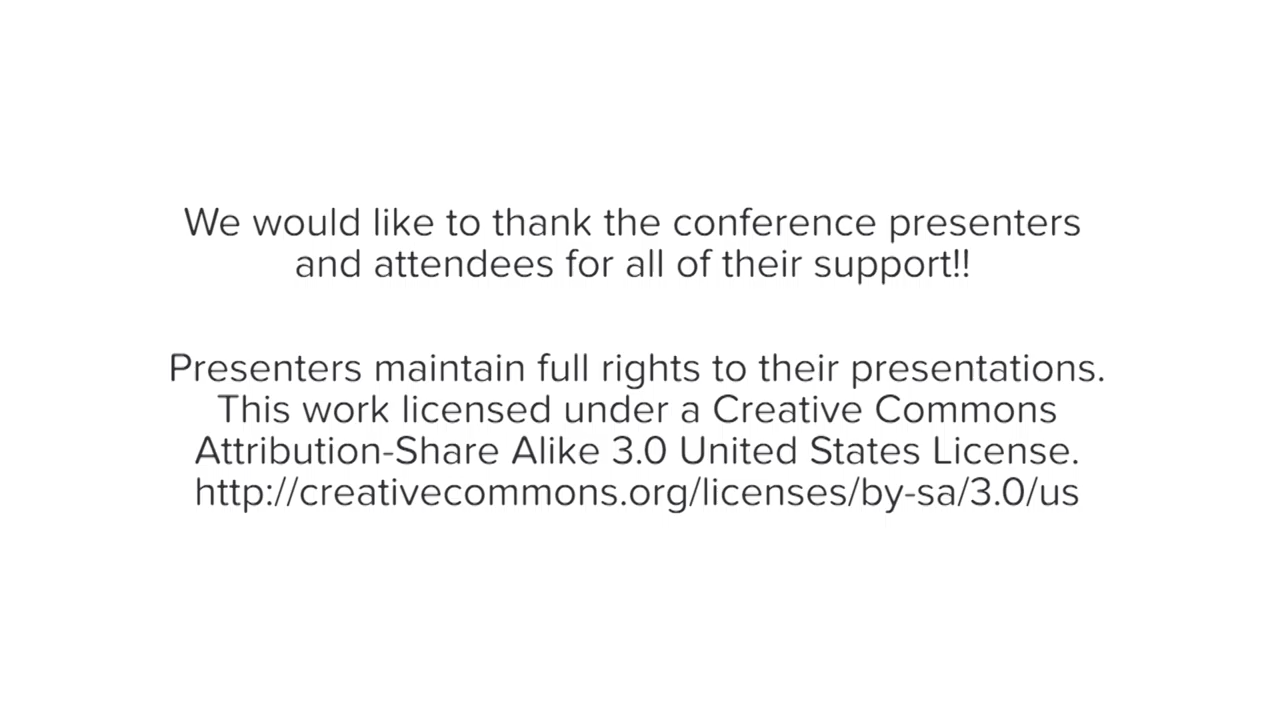 We would like to thank the conference presenters
and attendees for all of their support!!
Presenters maintain full rights to their presentations.
This work licensed under a Creative Commons
Attribution-Share Alike 3.0 United States License.
http://creativecommons.org/licenses/by-sa/3.0/us